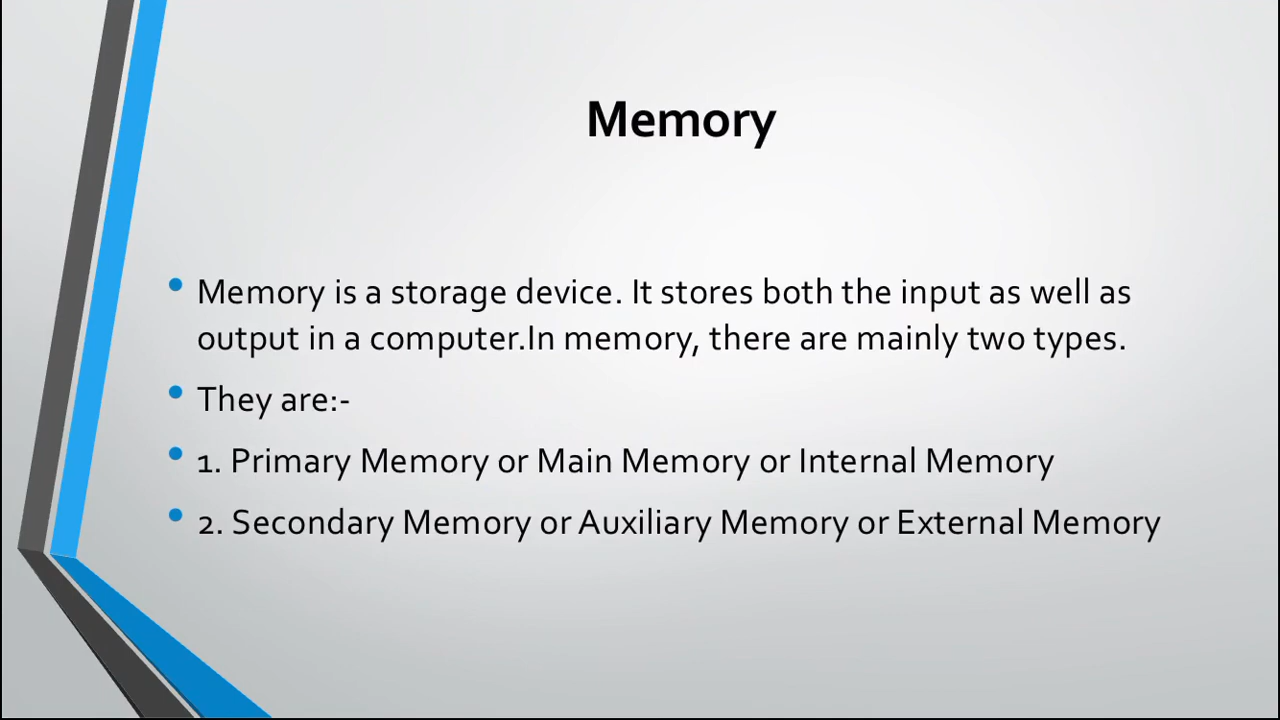 Memory
• Memory is a storage device. It stores both the input as well as
output in a computer.In memory, there are mainly two types.
• They are:-
• 1. Primary Memory or Main Memory or Internal Memory
• 2. Secondary Memory or Auxiliary Memory or External Memory